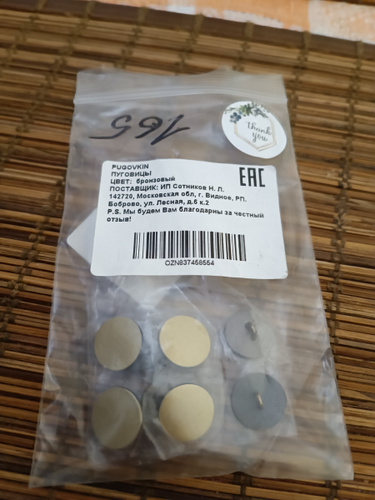 165
Thank
you
PUGOVKIN
ПУГОВИЦЫ
ЦВЕТ: бронзовый
ПОСТАВЩИК: ИП Сотников Н. Л.
142720, Московская обл, г. Видное, РП.
Боброво, ул. Лесная, д.6 к.2
P.S. Мы будем Вам благодарны за честный
отзыв!
EAC
OZN837458554